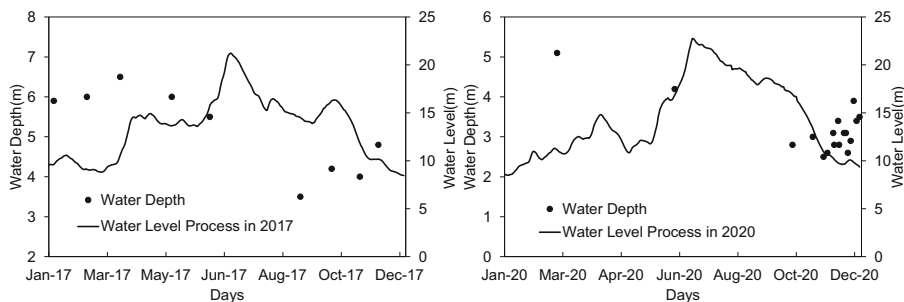 8
7
6
5
4
3
2
Water Depth(m)
25
20
15
10
5
0
Water Level(m)
Water Depth
Water Level Process in 2017
Jan-17 Mar-17 May-17 Jun-17 Aug-17 Oct-17 Dec-17
Days
6
5
4
3
2
1
0
Water Depth(m)
25
20
15
10
5
0
Water Level(m)
Water Depth
Water Level Process in 2020
Jan-20 Mar-20 Apr-20 Jun-20 Aug-20 Oct-20 Dec-20
Days